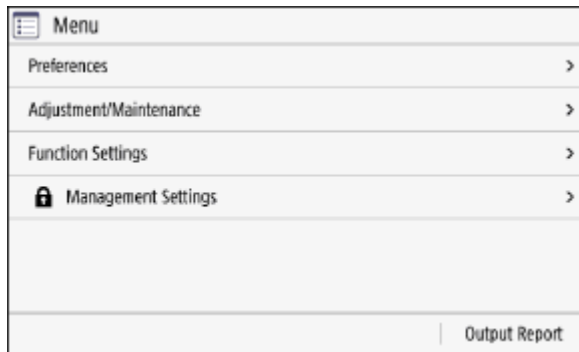 Menu
Preferences
Adjustment/Maintenance
Function Settings
Management Settings
Output Report